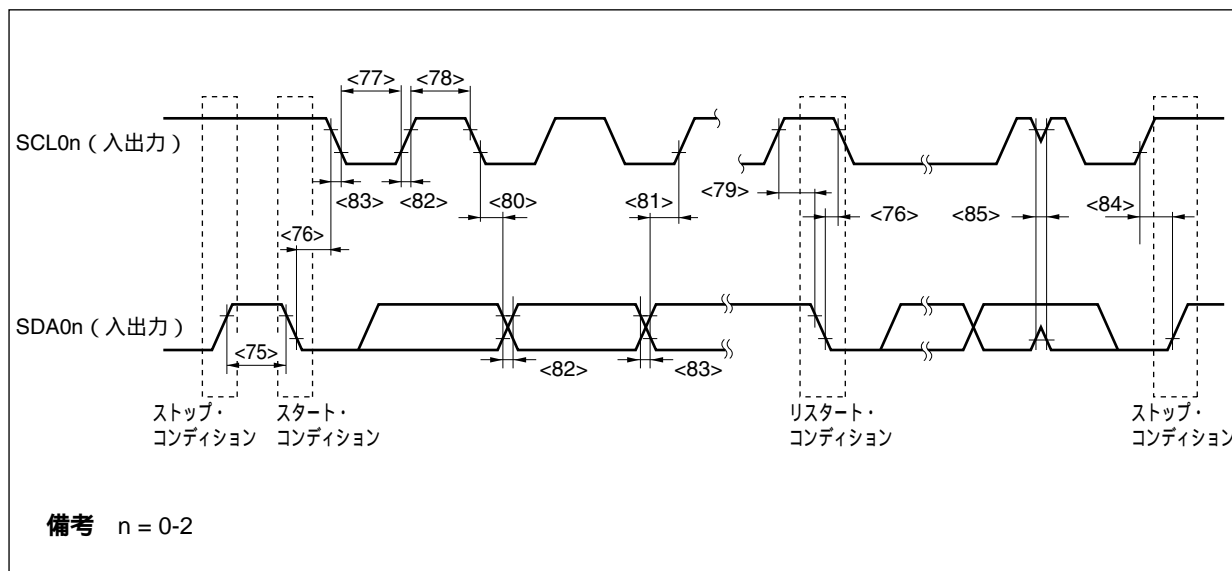 <77> <78>
SCL0n（入出力）
<83> <82> <80> <81> <79> <76> <85> <84>
<76>
SDA0n（入出力）
<75> <82> <83>
ストップ・
コンディション
スタート・
コンディション
リスタート・
コンディション
ストップ・
コンディション
備考 n = 0-2